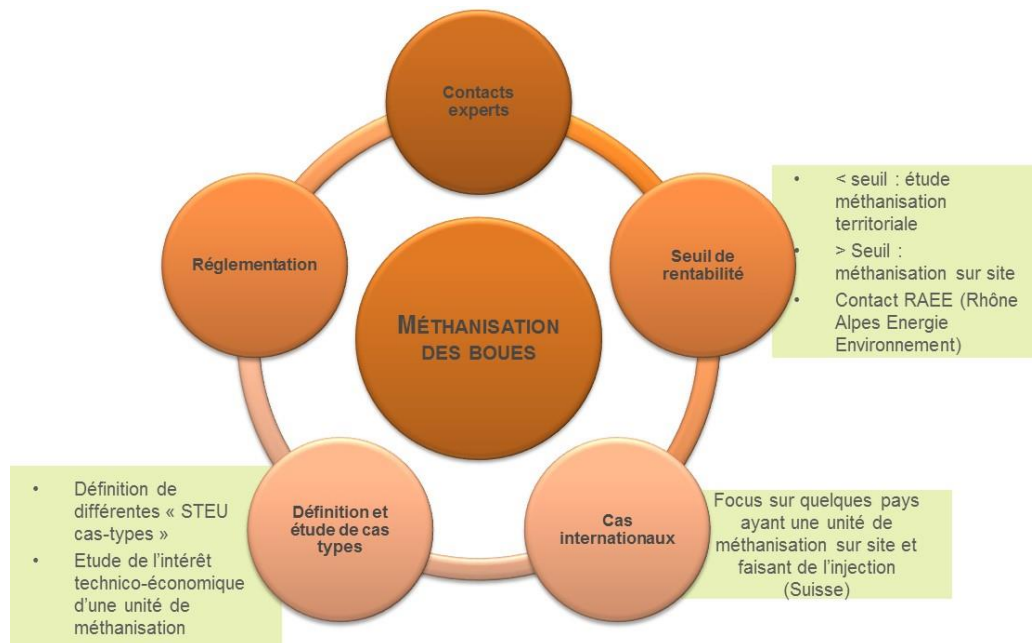 Contacts
experts
Seuil de
rentabilité
• < seuil : étude
méthanisation
territoriale
• > Seuil :
méthanisation sur site
• Contact RAEE (Rhône
Alpes Energie
Environnement)
Réglementation
MÉTHANISATION
DES BOUES
Cas
internationaux
Focus sur quelques pays
ayant une unité de
méthanisation sur site et
faisant de l’injection
(Suisse)
Définition et
étude de cas
types
• Définition de
différentes « STEU
cas-types »
• Etude de l’intérêt
technico-économique
d’une unité de
méthanisation